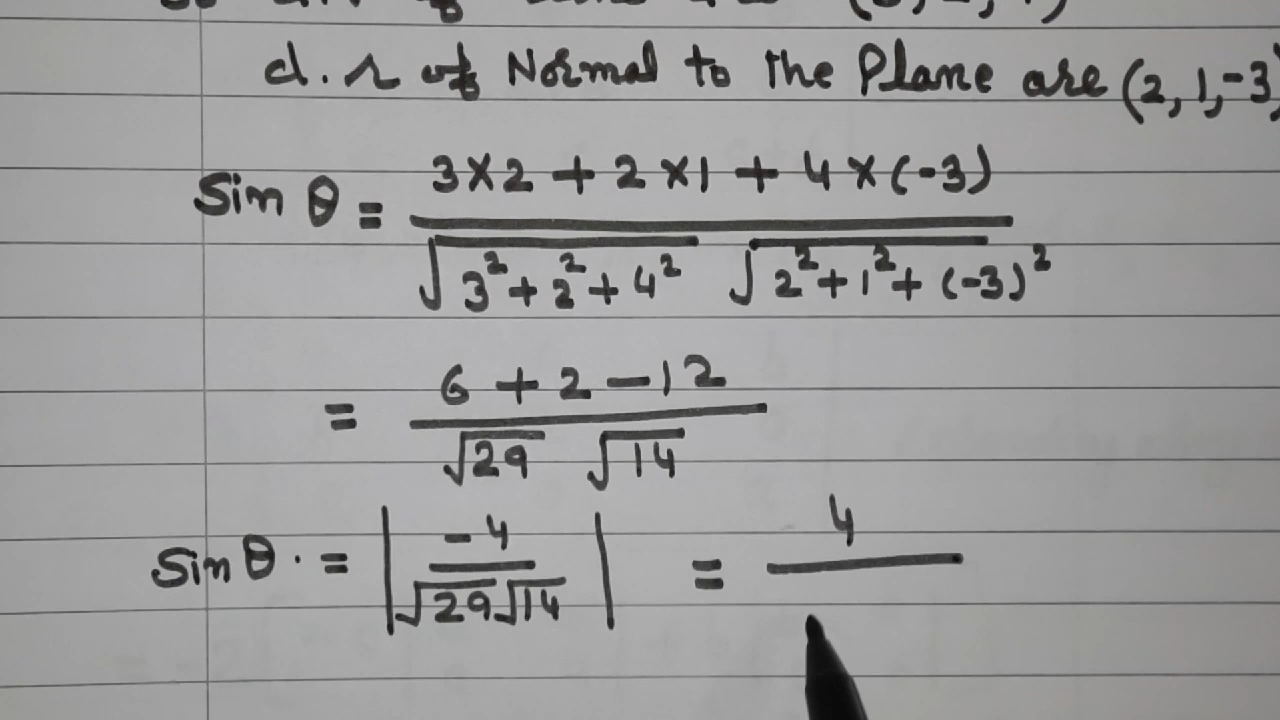 d.r of Normal to the Plane are (2, 1, -3)
Sin θ = 3×2 + 2×1 + 4×(-3) / √3²+2²+4² √2²+1²+(-3)²
= 6+2-12 / √29 √14
Sin θ. = | -4 / √29 √14 | = 4 /